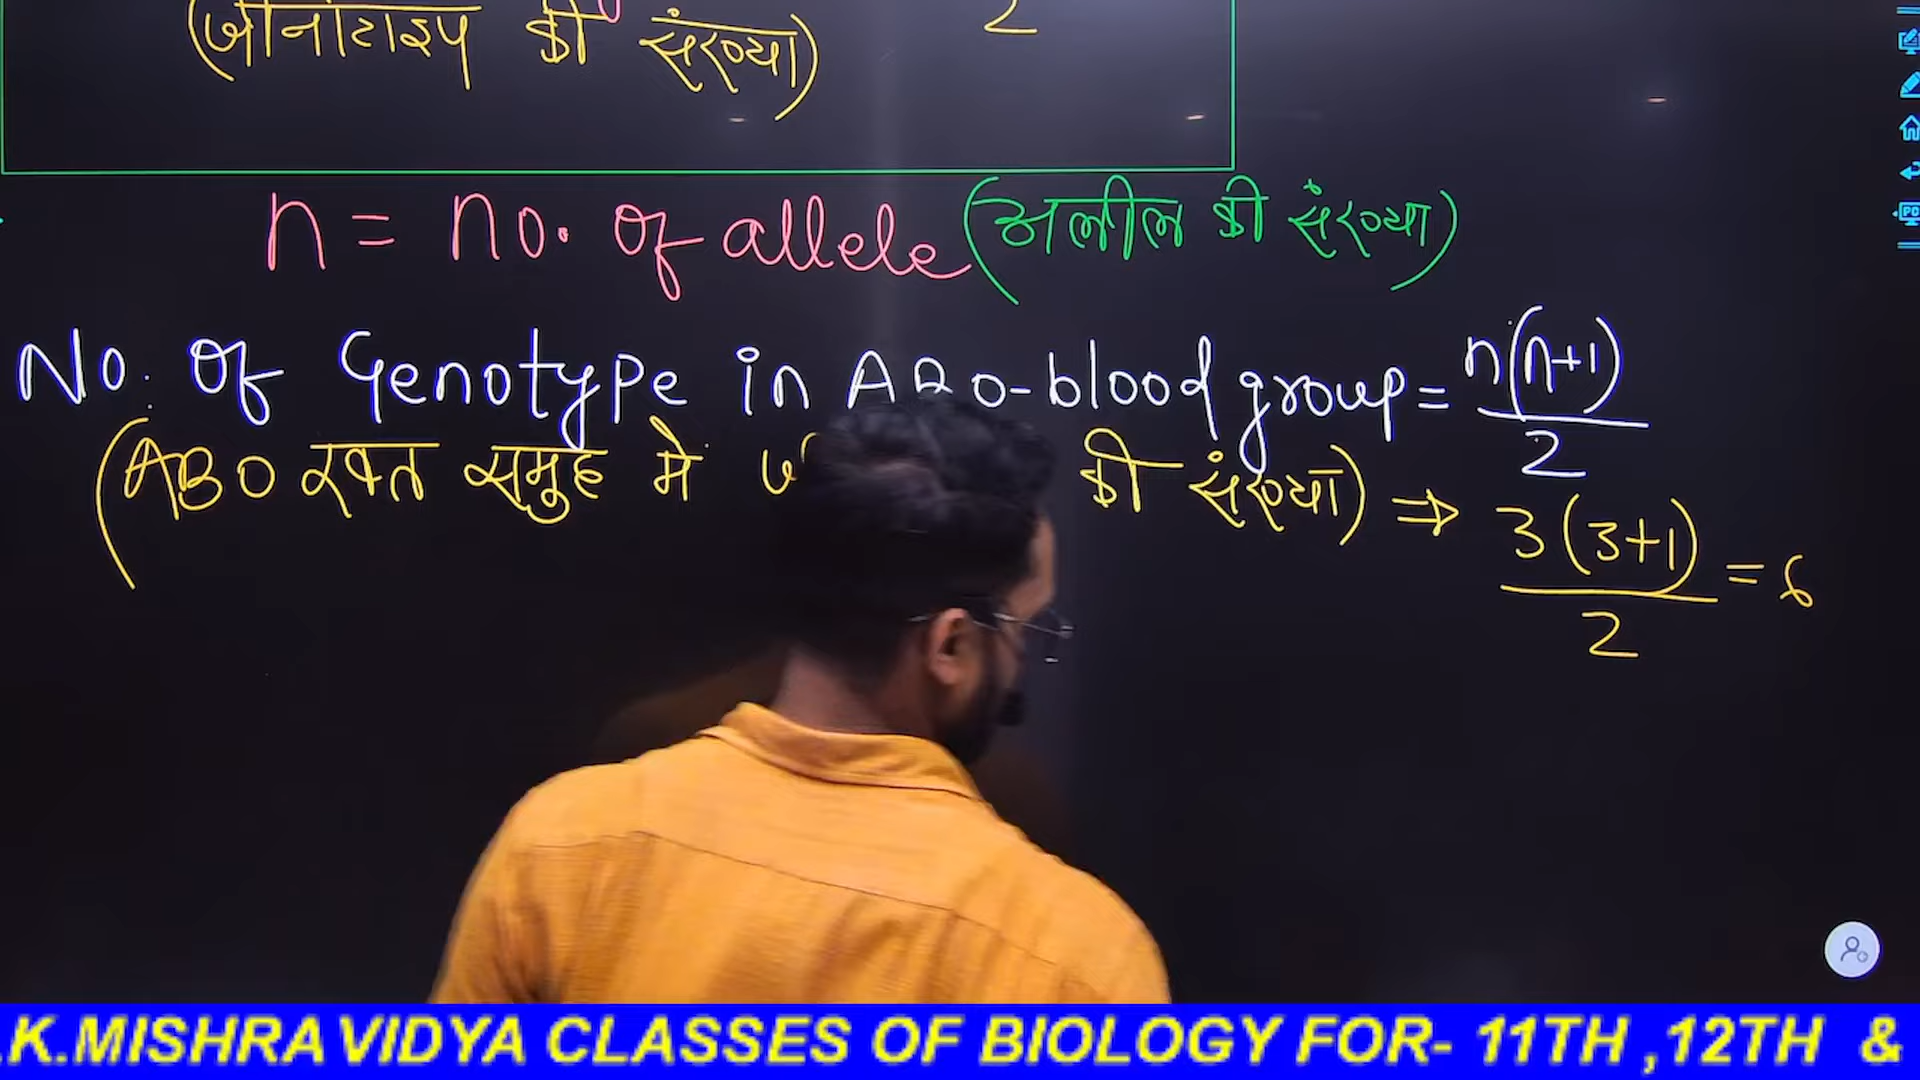 (जीनोटाइप की संख्या) 2
n = no. of allele (अलील की संख्या)
No. of Genotype in ABO-blood group = n(n+1)/2
(ABO रक्त समुह मे की संख्या) ⇒ 3(3+1)/2 = 6
.K.MISHRA VIDYA CLASSES OF BIOLOGY FOR- 11TH ,12TH &